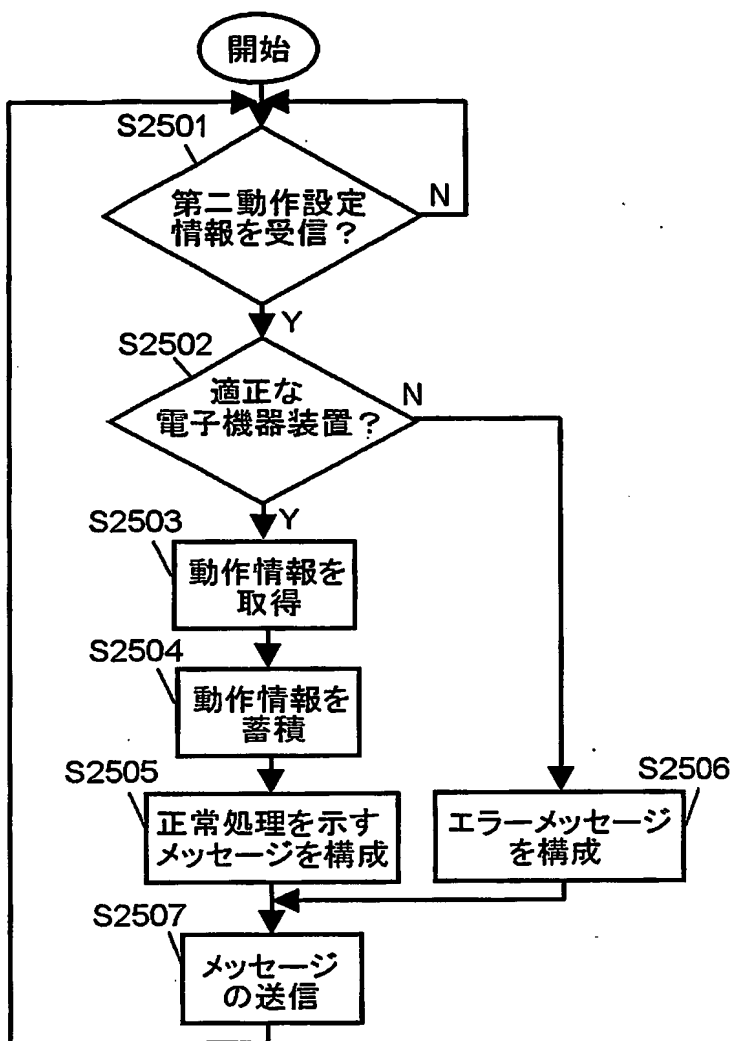 開始
S2501
第二動作設定
情報を受信？
N
Y
S2502
適正な
電子機器装置？
N
Y
S2503
動作情報を
取得
S2504
動作情報を
蓄積
S2505
正常処理を示す
メッセージを構成
S2506
エラーメッセージ
を構成
S2507
メッセージ
の送信